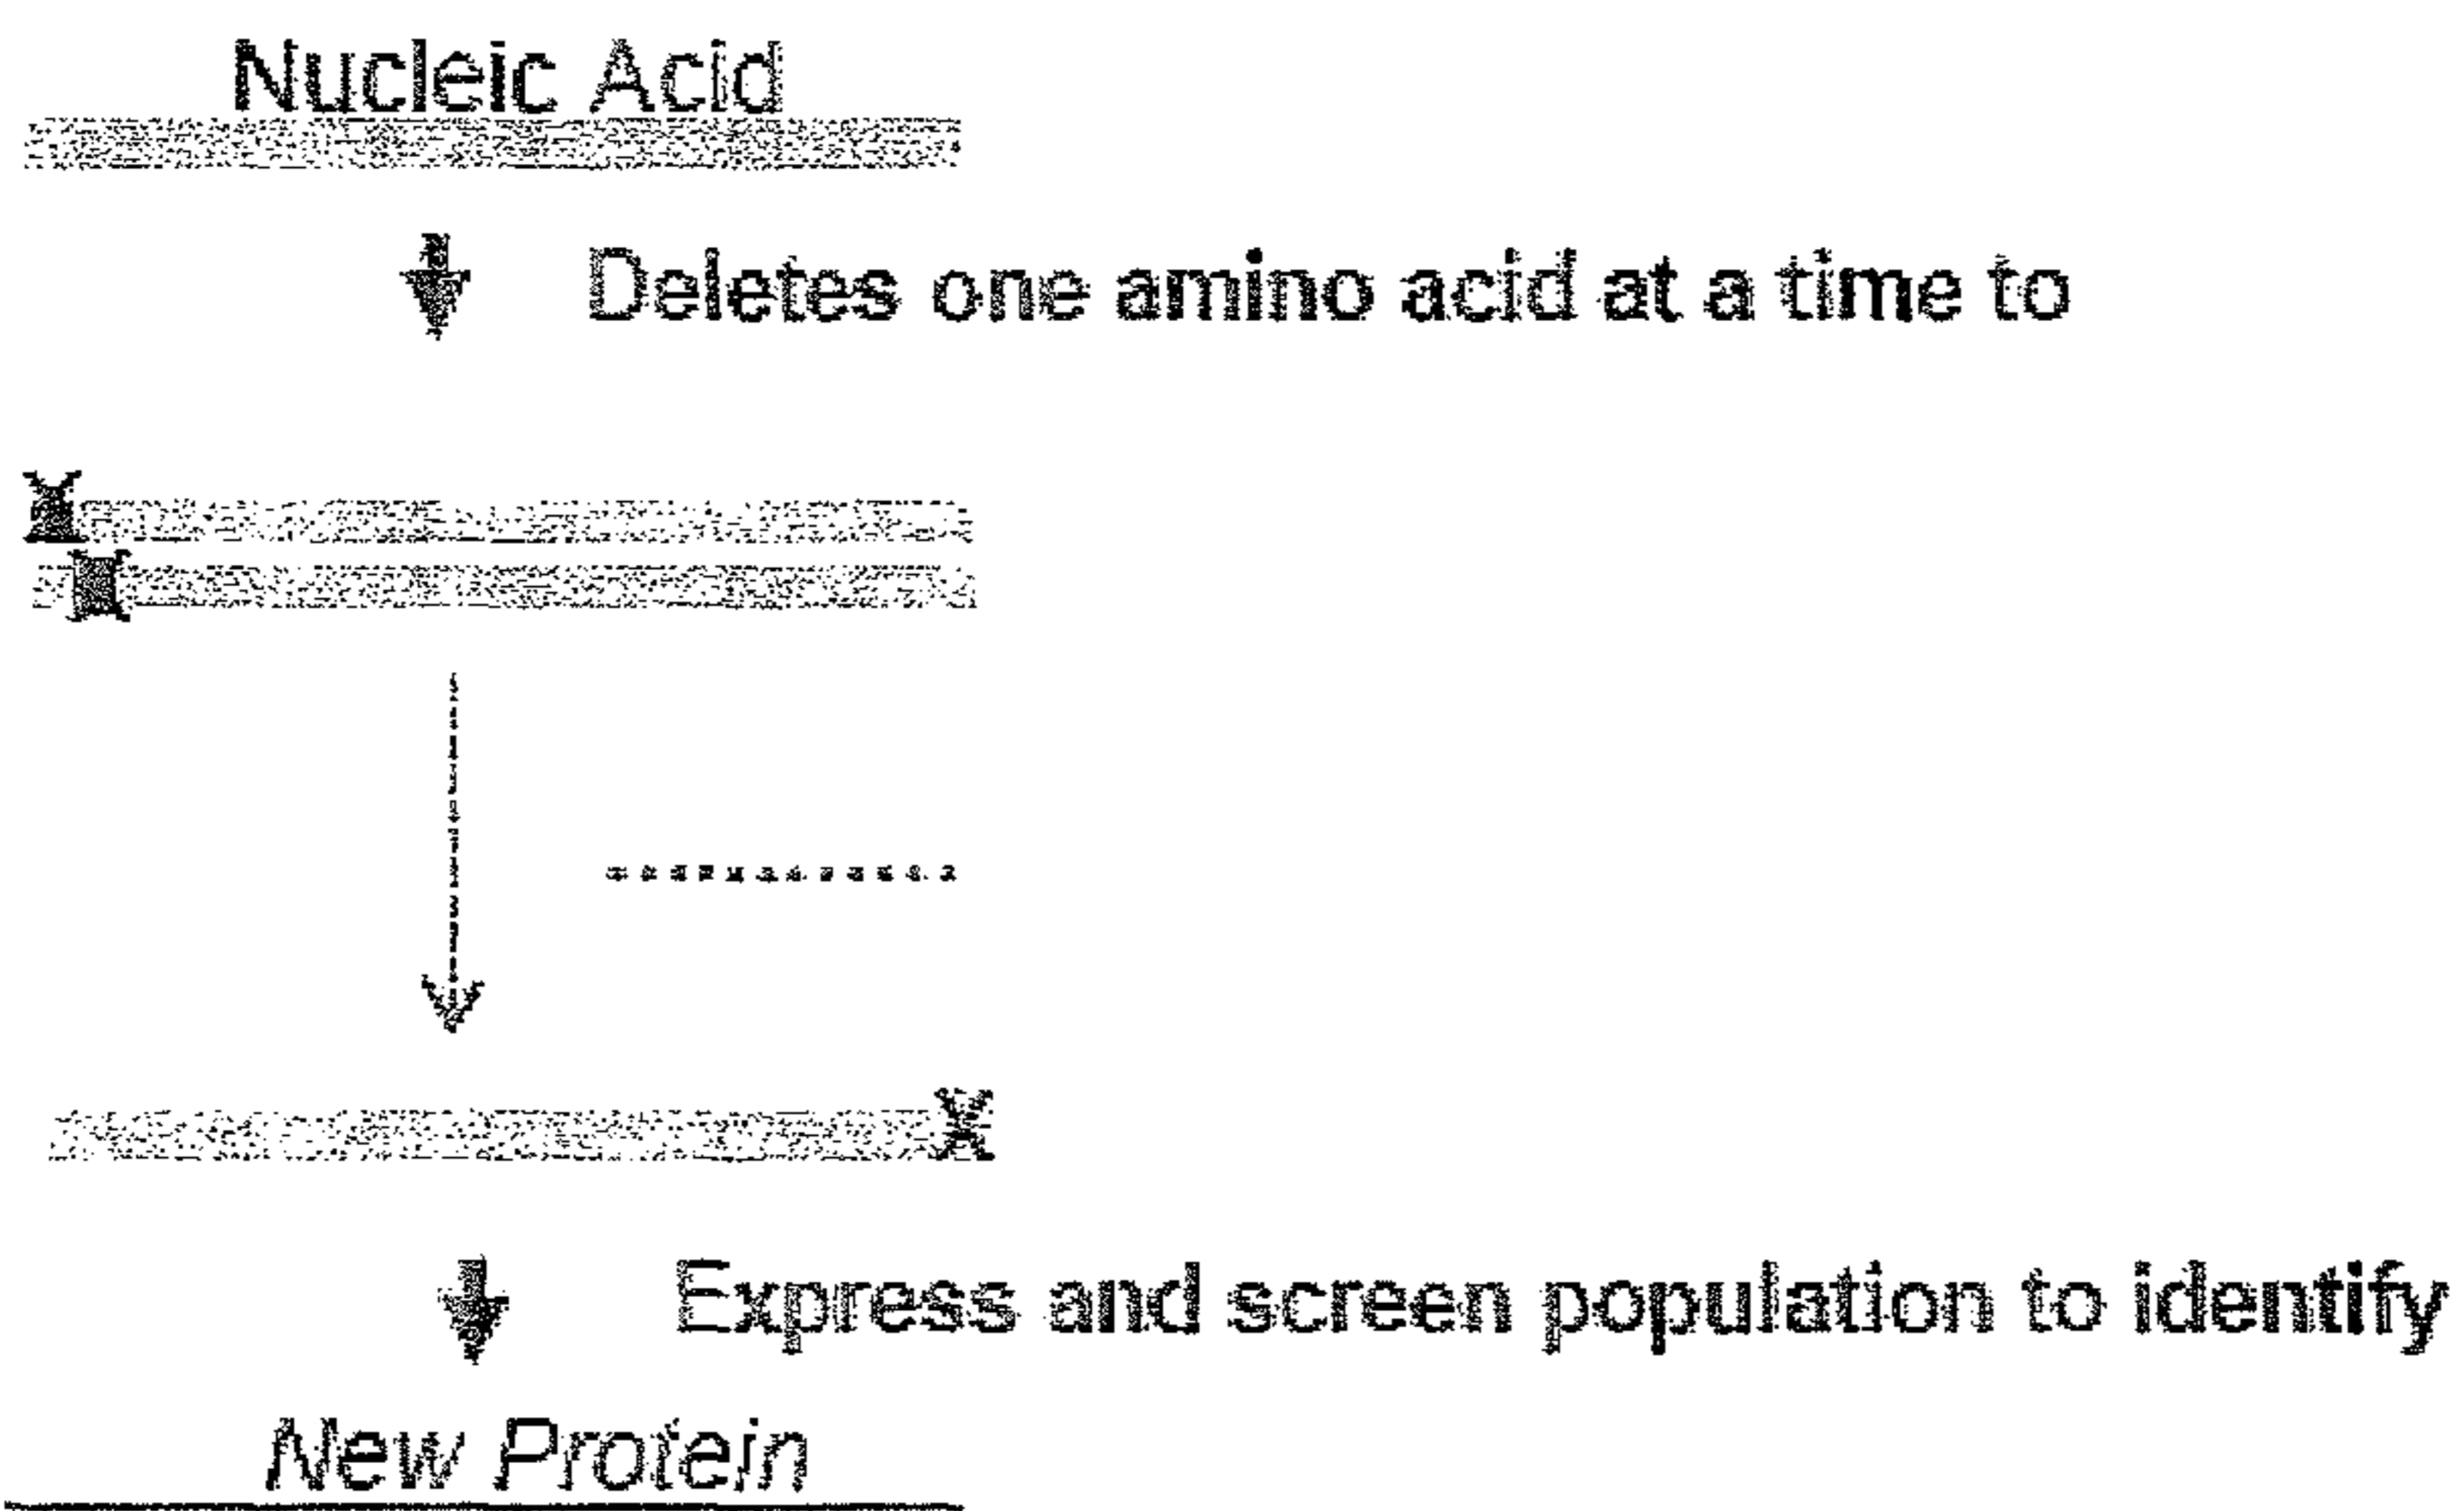 Nucleic Acid
Deletes one amino acid at a time to
X
X
X
Express and screen population to identify
New Protein